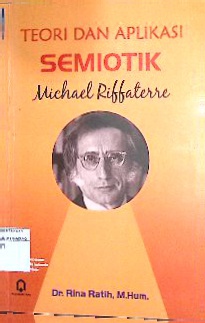 TEORI DAN APLIKASI
SEMIOTIK
Michael Riffaterre
Dr. Rina Ratih, M.Hum.